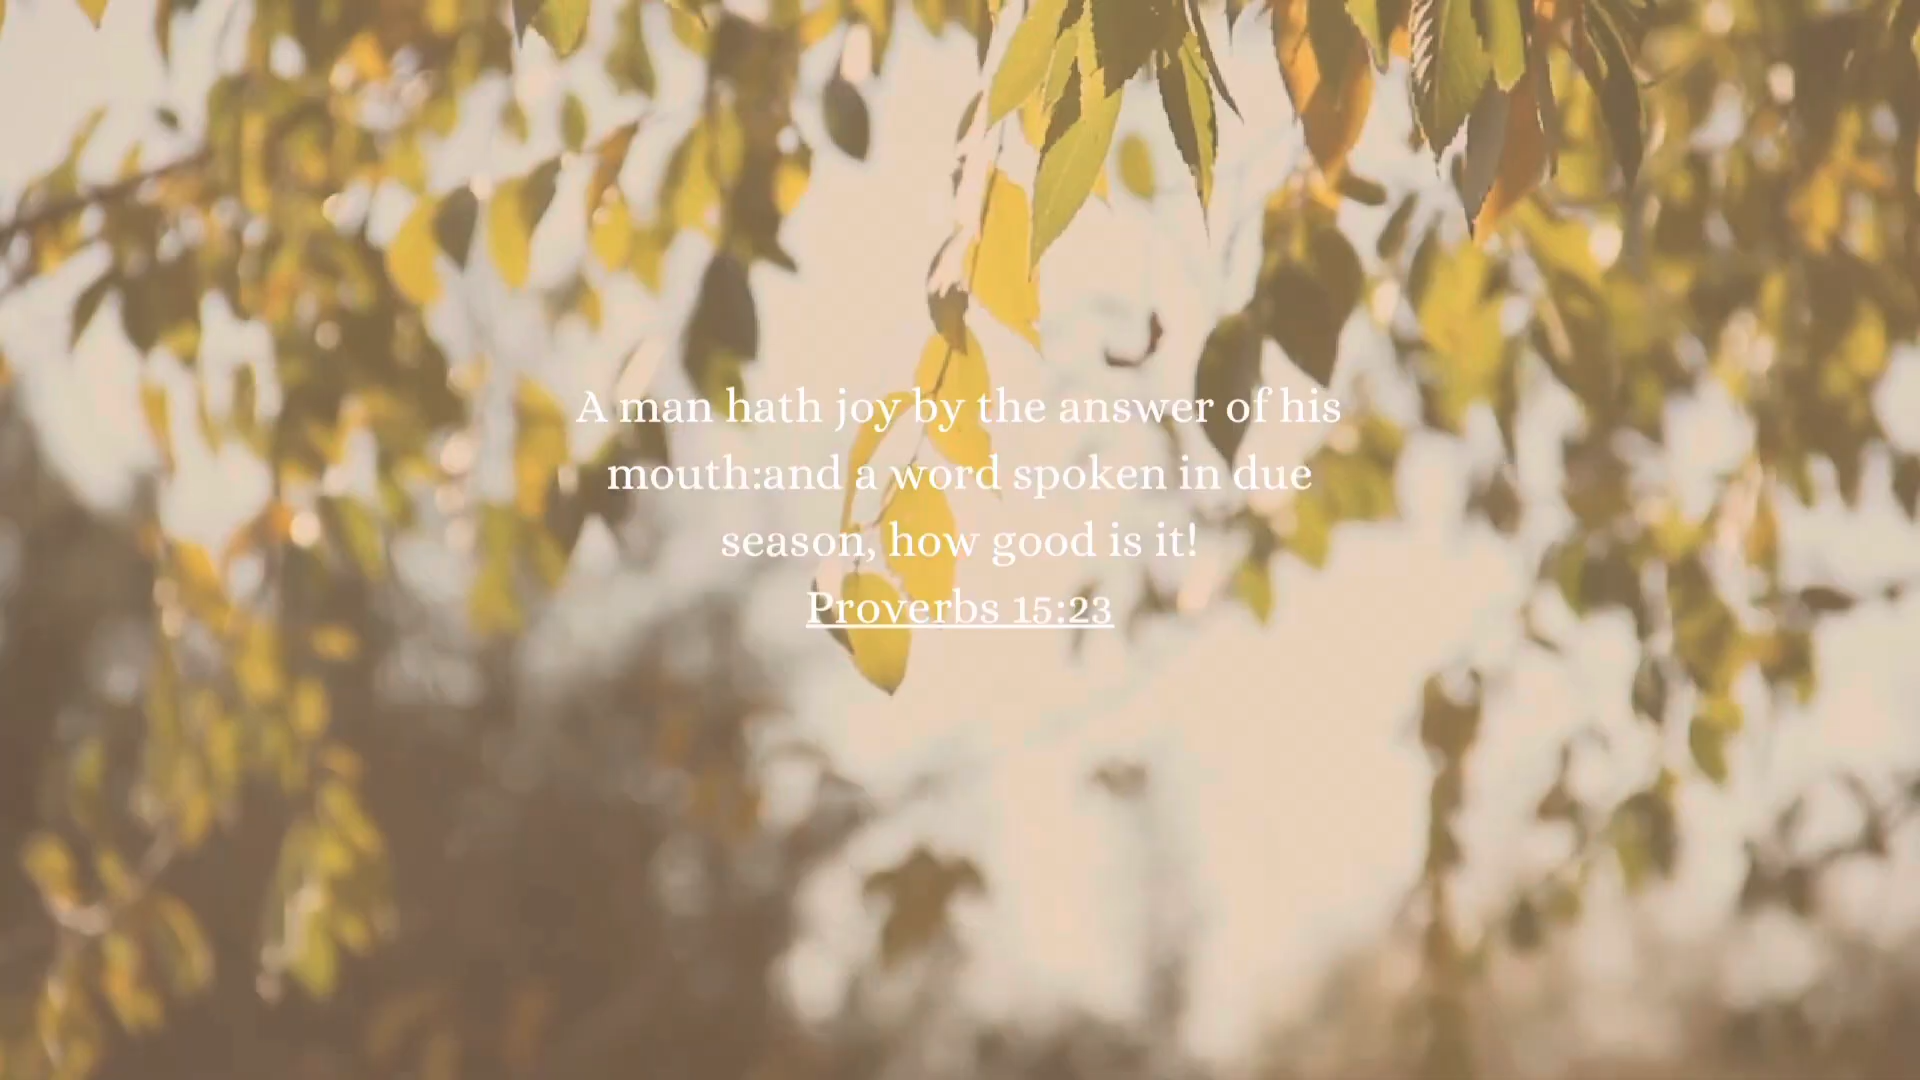 A man hath joy by the answer of his
mouth:and a word spoken in due
season, how good is it!
Proverbs 15:23